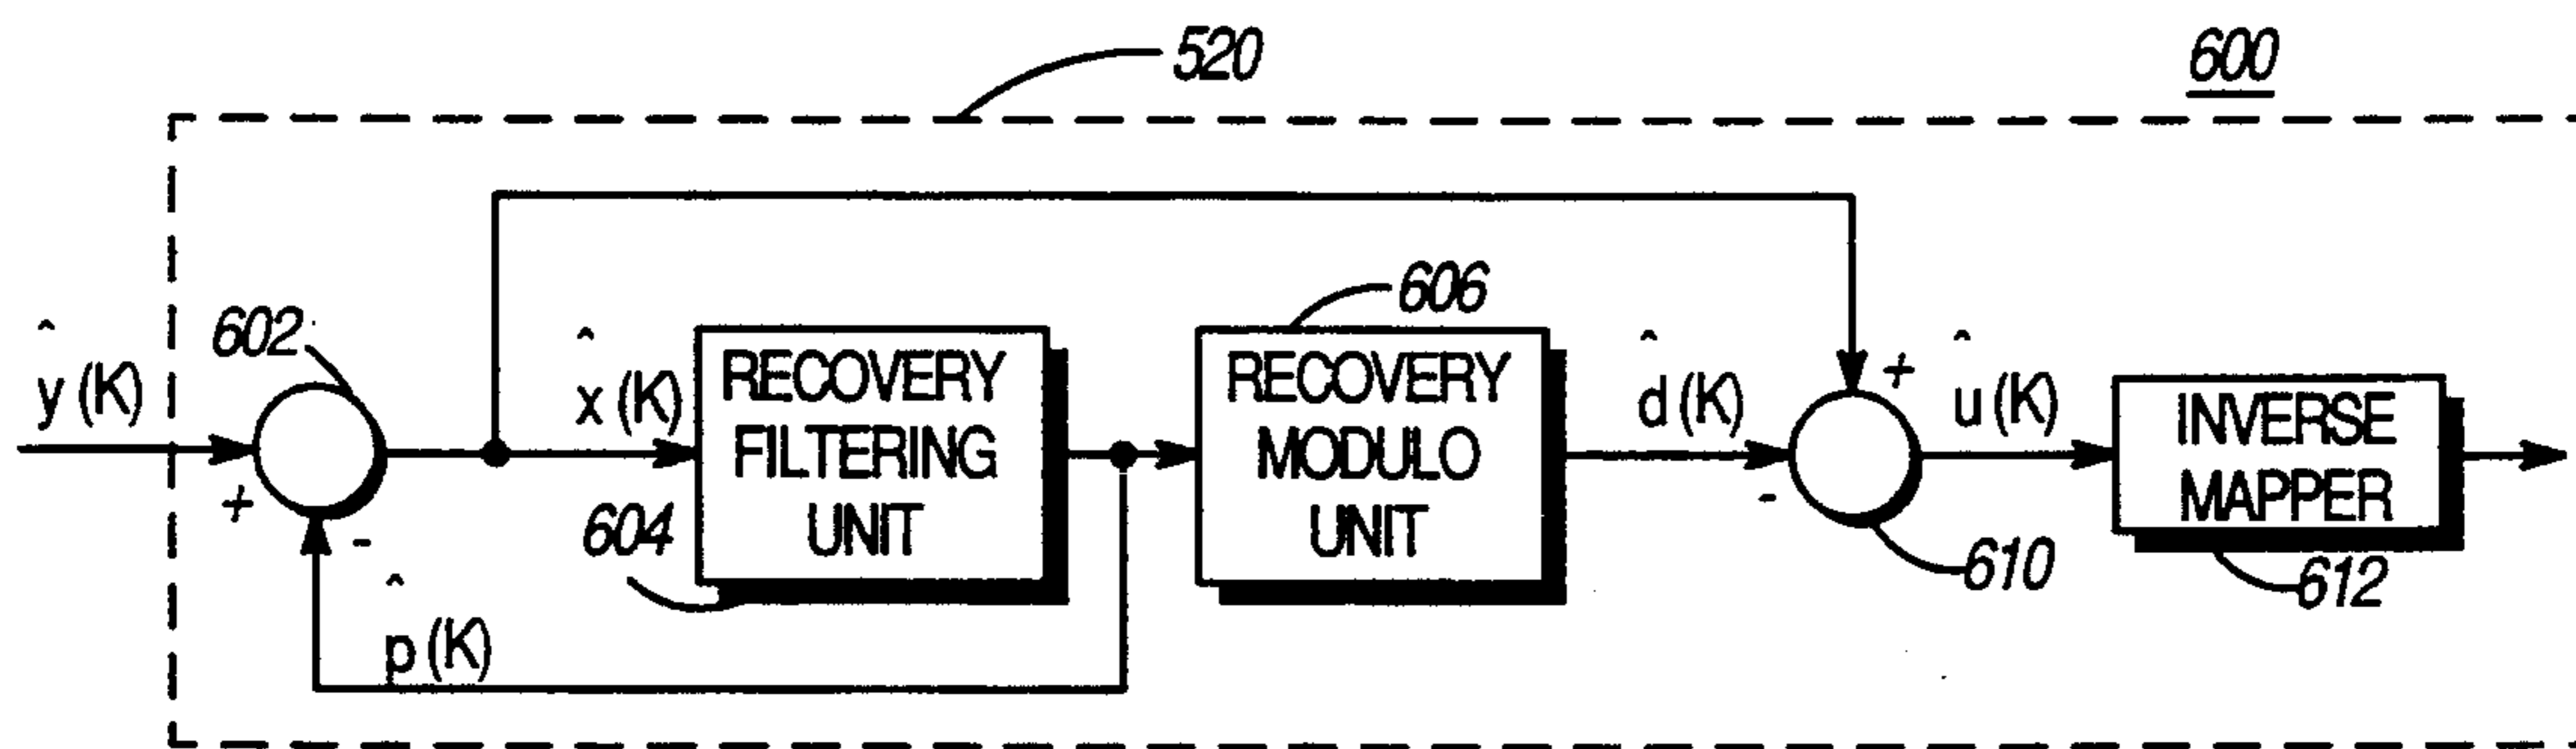 520
600
602
606
ŷ(K)
+
-
x̂(K)
RECOVERY
FILTERING
UNIT
604
p̂(K)
RECOVERY
MODULO
UNIT
d̂(K)
+
-
û(K)
610
INVERSE
MAPPER
612